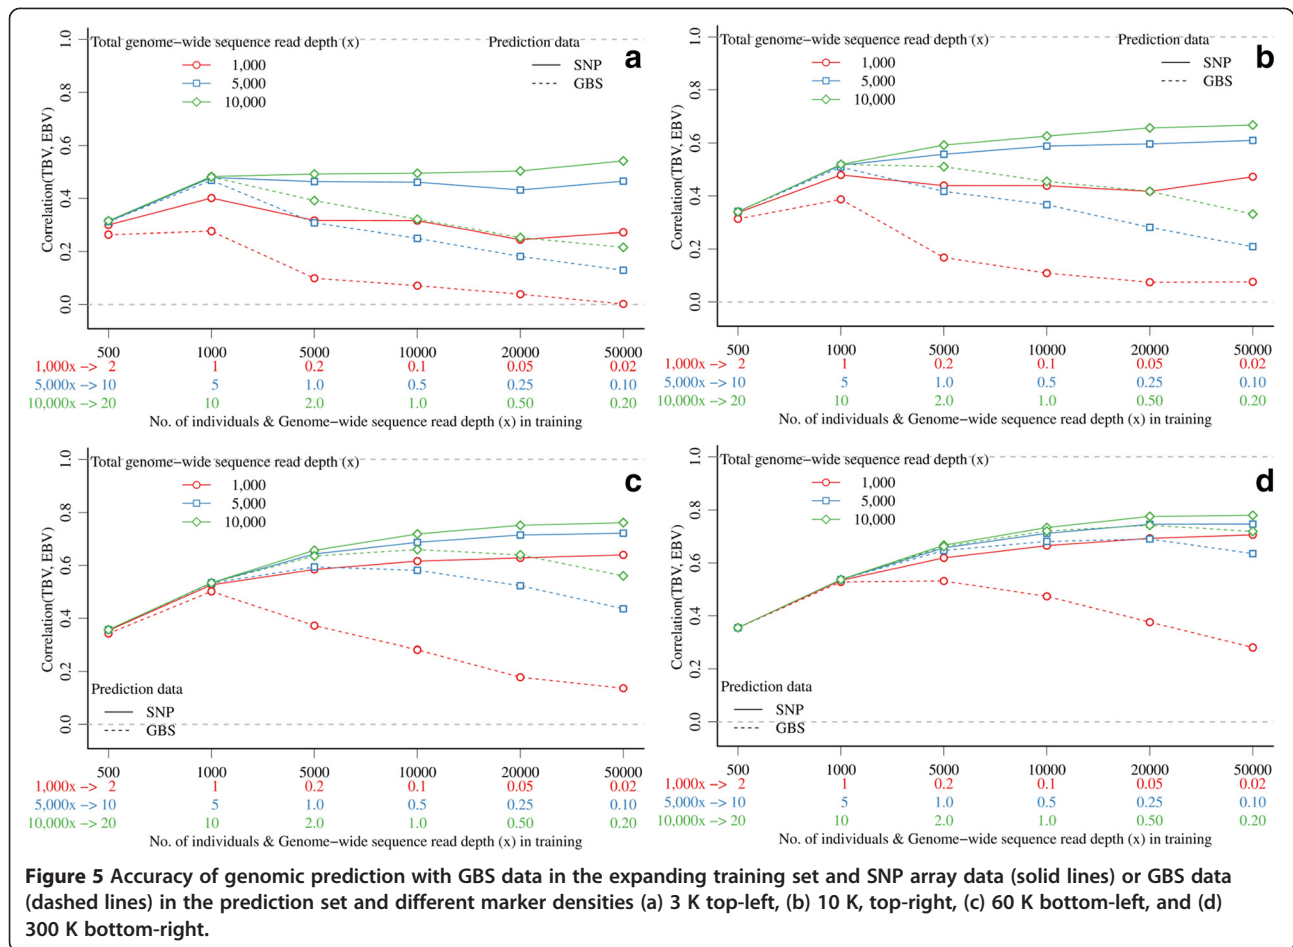 Total genome−wide sequence read depth (x)
1,000
5,000
10,000
Prediction data
SNP
GBS
a
1.0
0.8
0.6
0.4
0.2
0.0
Correlation(TBV, EBV)
500 1000 5000 10000 20000 50000
1,000x −> 2 1 0.2 0.1 0.05 0.02
5,000x −> 10 5 1.0 0.5 0.25 0.10
10,000x −> 20 10 2.0 1.0 0.50 0.20
No. of individuals & Genome−wide sequence read depth (x) in training
Total genome−wide sequence read depth (x)
1,000
5,000
10,000
Prediction data
SNP
GBS
b
1.0
0.8
0.6
0.4
0.2
0.0
Correlation(TBV, EBV)
500 1000 5000 10000 20000 50000
1,000x −> 2 1 0.2 0.1 0.05 0.02
5,000x −> 10 5 1.0 0.5 0.25 0.10
10,000x −> 20 10 2.0 1.0 0.50 0.20
No. of individuals & Genome−wide sequence read depth (x) in training
Total genome−wide sequence read depth (x)
1,000
5,000
10,000
c
1.0
0.8
0.6
0.4
0.2
0.0
Correlation(TBV, EBV)
Prediction data
SNP
GBS
500 1000 5000 10000 20000 50000
1,000x −> 2 1 0.2 0.1 0.05 0.02
5,000x −> 10 5 1.0 0.5 0.25 0.10
10,000x −> 20 10 2.0 1.0 0.50 0.20
No. of individuals & Genome−wide sequence read depth (x) in training
Total genome−wide sequence read depth (x)
1,000
5,000
10,000
d
1.0
0.8
0.6
0.4
0.2
0.0
Correlation(TBV, EBV)
Prediction data
SNP
GBS
500 1000 5000 10000 20000 50000
1,000x −> 2 1 0.2 0.1 0.05 0.02
5,000x −> 10 5 1.0 0.5 0.25 0.10
10,000x −> 20 10 2.0 1.0 0.50 0.20
No. of individuals & Genome−wide sequence read depth (x) in training
Figure 5 Accuracy of genomic prediction with GBS data in the expanding training set and SNP array data (solid lines) or GBS data
(dashed lines) in the prediction set and different marker densities (a) 3 K top-left, (b) 10 K, top-right, (c) 60 K bottom-left, and (d)
300 K bottom-right.